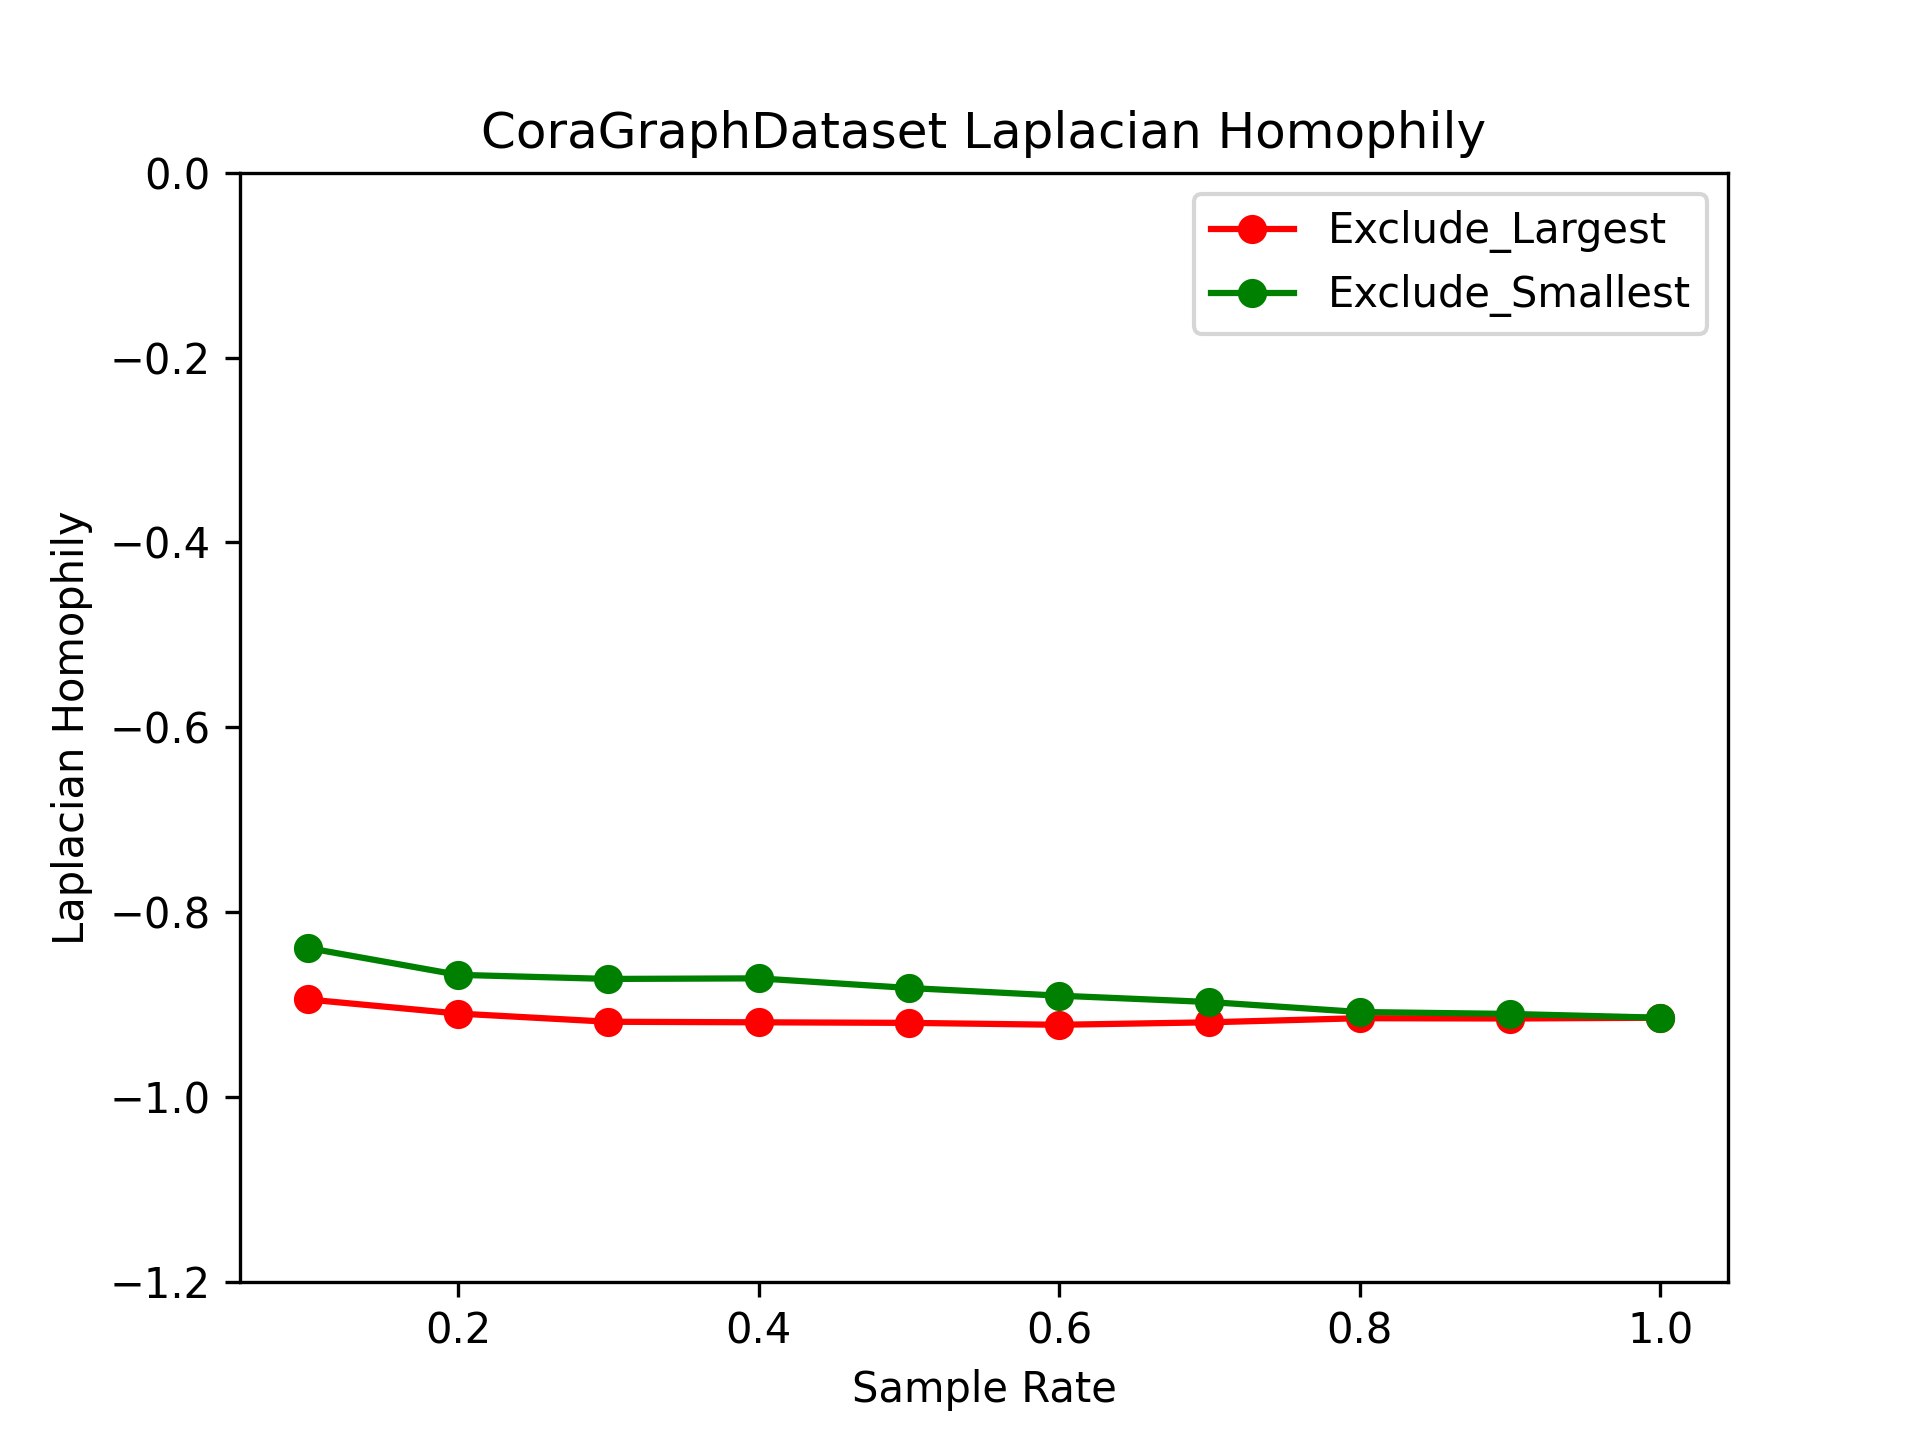 CoraGraphDataset Laplacian Homophily
0.0
−0.2
−0.4
−0.6
−0.8
−1.0
−1.2
Laplacian Homophily
Exclude_Largest
Exclude_Smallest
0.2 0.4 0.6 0.8 1.0
Sample Rate